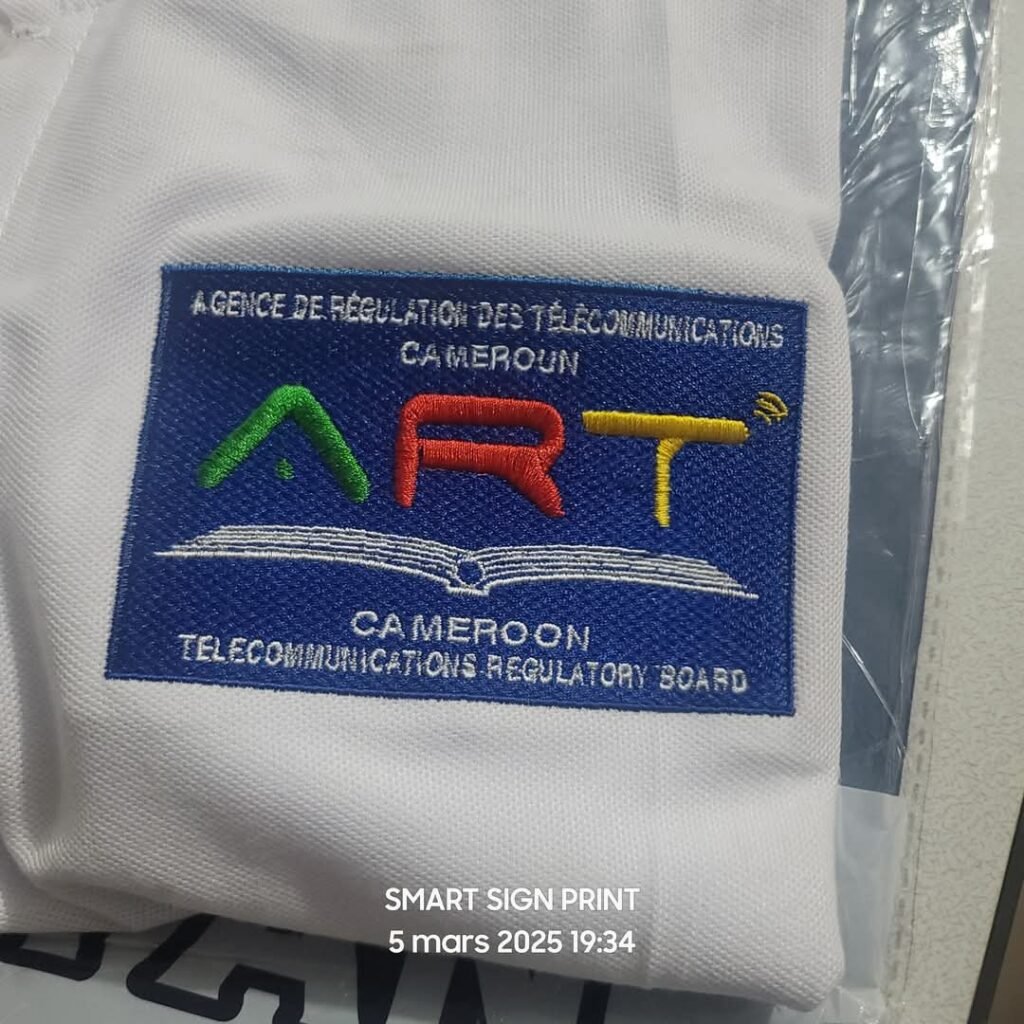 AGENCE DE RÉGULATION DES TÉLÉCOMMUNICATIONS
CAMEROUN
ART
CAMEROON
TELECOMMUNICATIONS REGULATORY BOARD
SMART SIGN PRINT
5 mars 2025 19:34